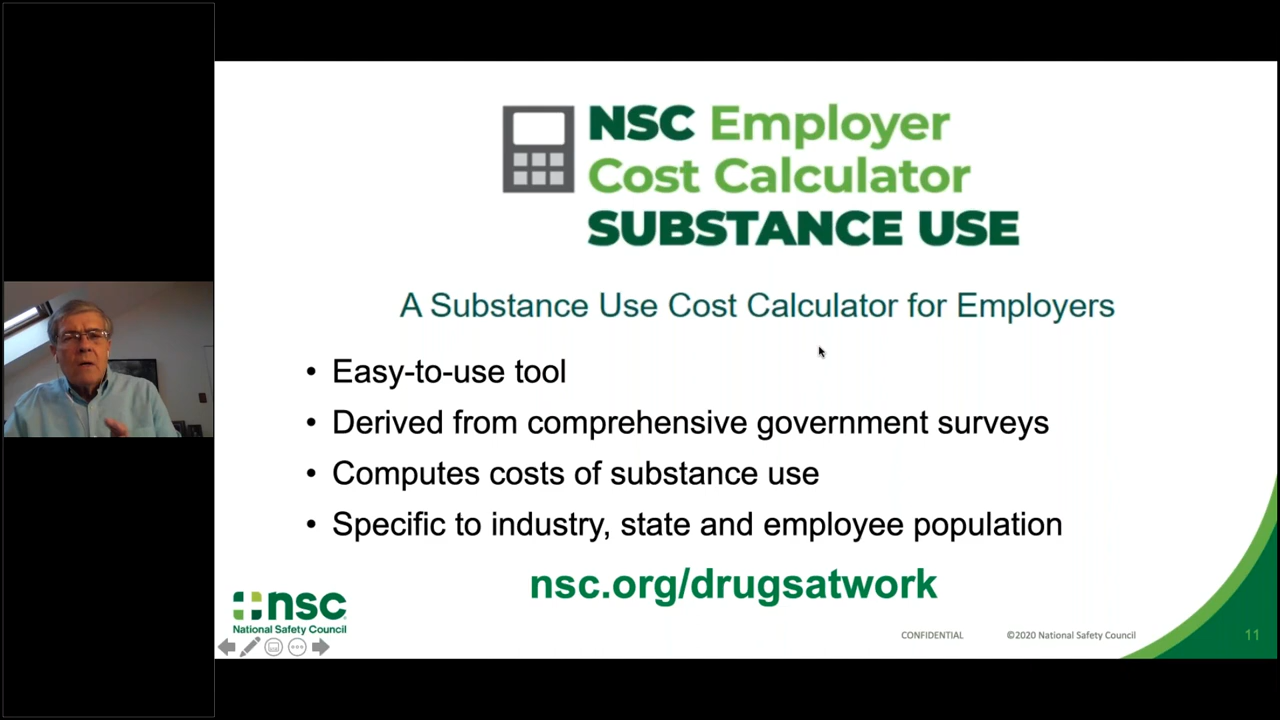 NSC Employer
Cost Calculator
SUBSTANCE USE
A Substance Use Cost Calculator for Employers
• Easy-to-use tool
• Derived from comprehensive government surveys
• Computes costs of substance use
• Specific to industry, state and employee population
nsc.org/drugsatwork
nsc
National Safety Council
CONFIDENTIAL
©2020 National Safety Council
11